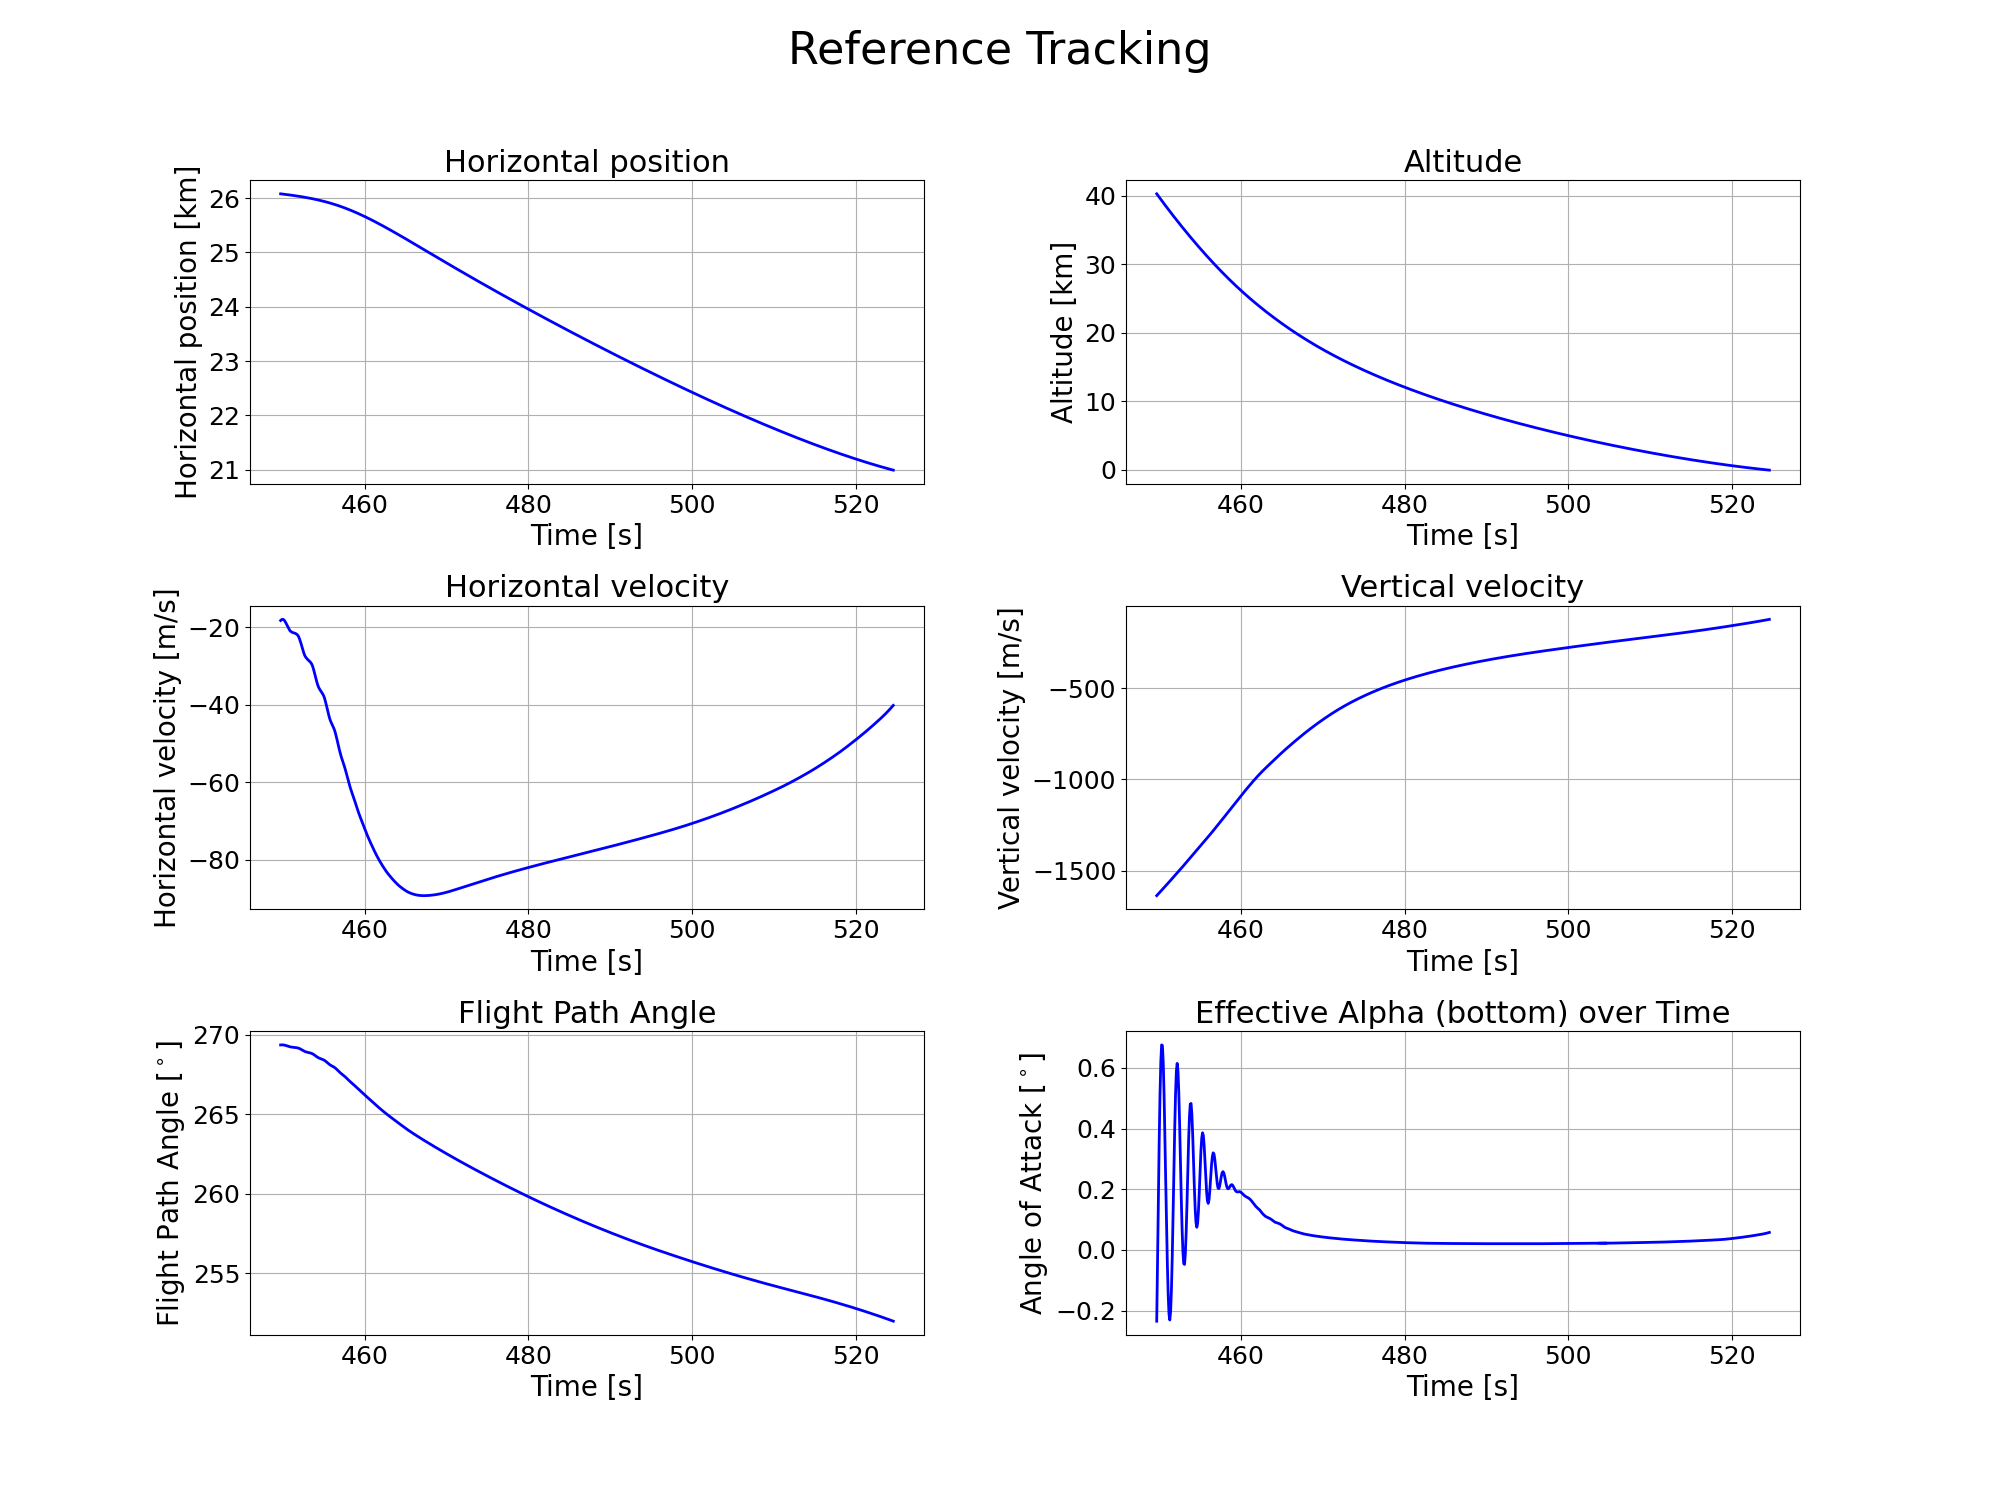 Reference Tracking
Horizontal position
Horizontal position [km]
26
25
24
23
22
21
460 480 500 520
Time [s]
Altitude
Altitude [km]
40
30
20
10
0
460 480 500 520
Time [s]
Horizontal velocity
Horizontal velocity [m/s]
−20
−40
−60
−80
460 480 500 520
Time [s]
Vertical velocity
Vertical velocity [m/s]
−500
−1000
−1500
460 480 500 520
Time [s]
Flight Path Angle
Flight Path Angle [°]
270
265
260
255
460 480 500 520
Time [s]
Effective Alpha (bottom) over Time
Angle of Attack [°]
0.6
0.4
0.2
0.0
−0.2
460 480 500 520
Time [s]